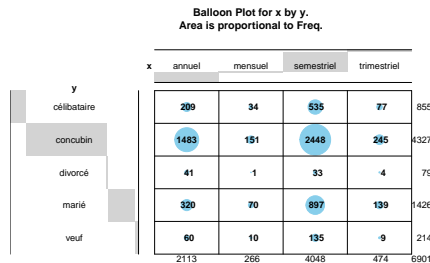 Balloon Plot for x by y.
Area is proportional to Freq.
x annuel mensuel semestriel trimestriel
y
célibataire 209 34 535 77 855
concubin 1483 151 2448 245 4327
divorcé 41 1 33 4 79
marié 320 70 897 139 1426
veuf 60 10 135 9 214
2113 266 4048 474 6901